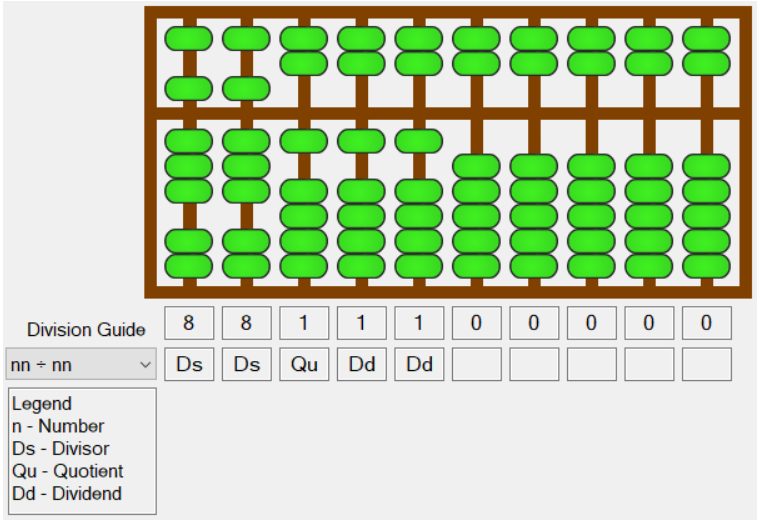 8 8 1 1 1 0 0 0 0 0
Division Guide
nn ÷ nn
Ds Ds Qu Dd Dd
Legend
n - Number
Ds - Divisor
Qu - Quotient
Dd - Dividend